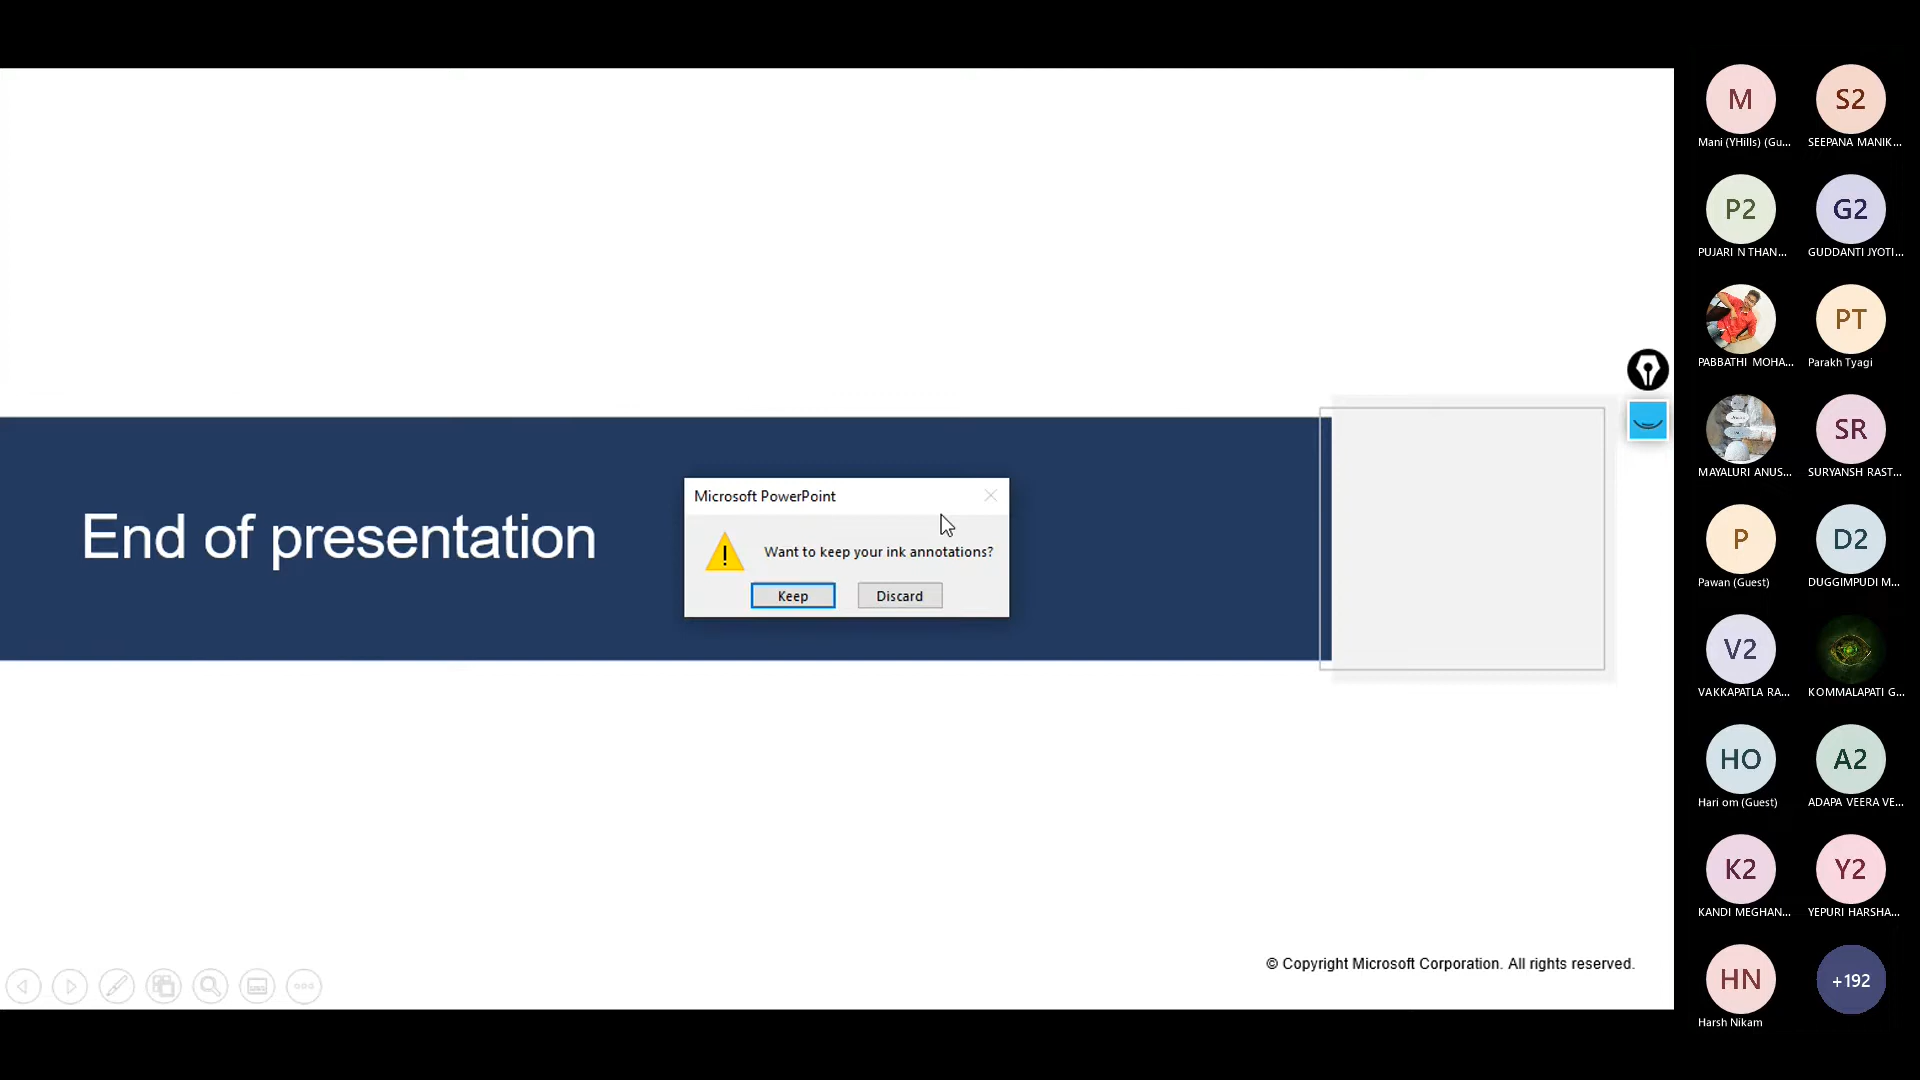 End of presentation
Microsoft PowerPoint
Want to keep your ink annotations?
Keep
Discard
© Copyright Microsoft Corporation. All rights reserved.
M
Mani (YHills) (Gu...
S2
SEEPANA MANIK...
P2
PUJARI N THAN...
G2
GUDDANTI JYOTI...
PABBATHI MOHA...
PT
Parakh Tyagi
MAYALURI ANUS...
SR
SURYANSH RAST...
P
Pawan (Guest)
D2
DUGGIMPUDI M...
V2
VAKKAPATLA RA...
KOMMALAPATI G...
HO
Hari om (Guest)
A2
ADAPA VEERA VE...
K2
KANDI MEGHAN...
Y2
YEPURI HARSHA...
HN
Harsh Nikam
+192